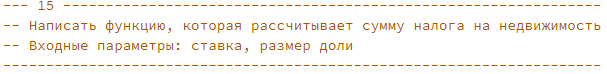 --- 15 -----------------------------------------------------------------
-- Написать функцию, которая рассчитывает сумму налога на недвижимость
-- Входные параметры: ставка, размер доли
------------------------------------------------------------------------